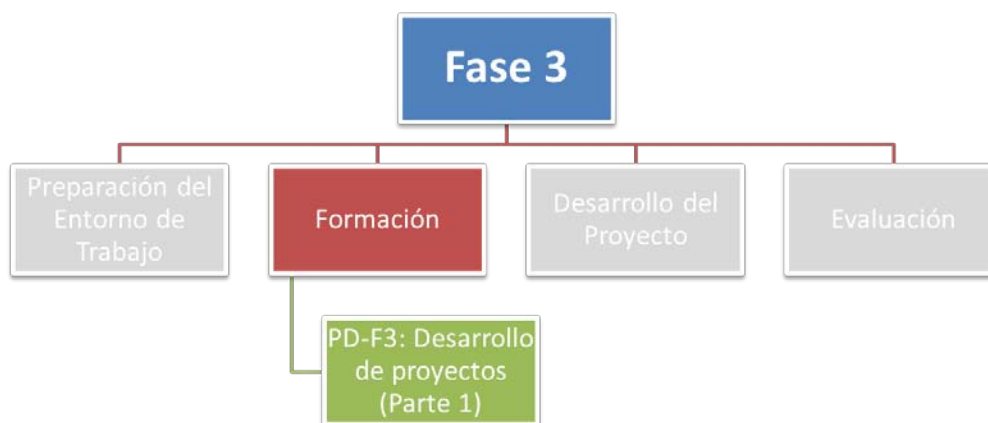 Fase 3
Preparación del
Entorno de
Trabajo
Formación
Desarrollo del
Proyecto
Evaluación
PD-F3: Desarrollo
de proyectos
(Parte 1)